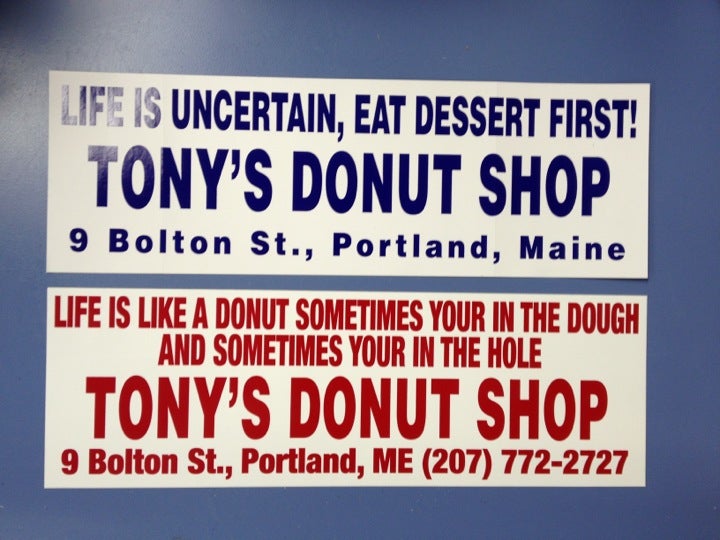 LIFE IS UNCERTAIN, EAT DESSERT FIRST!
TONY'S DONUT SHOP
9 Bolton St., Portland, Maine
LIFE IS LIKE A DONUT SOMETIMES YOUR IN THE DOUGH
AND SOMETIMES YOUR IN THE HOLE
TONY'S DONUT SHOP
9 Bolton St., Portland, ME (207) 772-2727